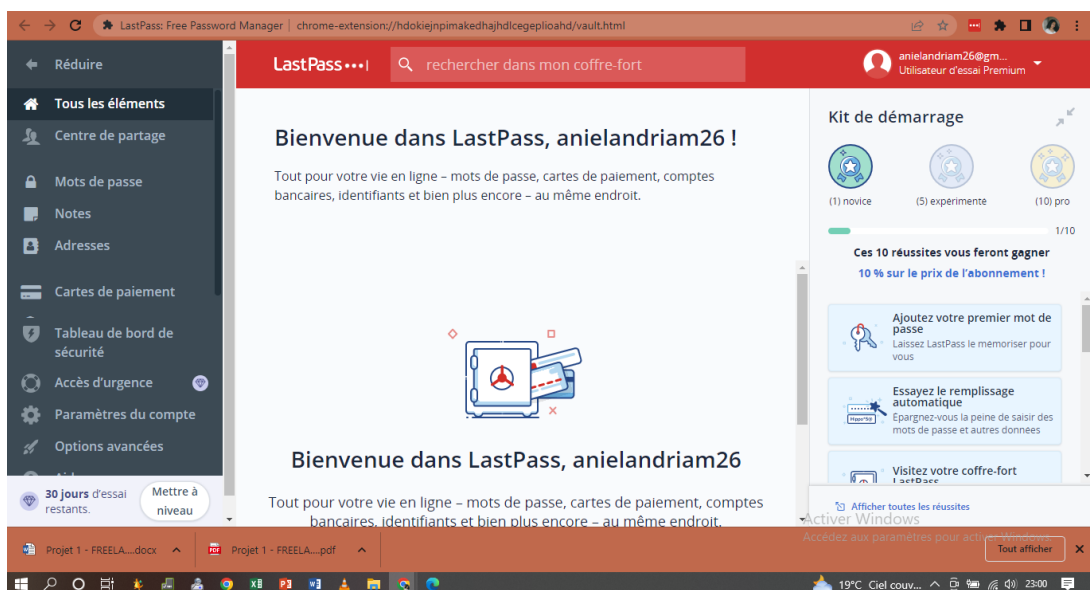 LastPass: Free Password Manager | chrome-extension://hdokiejnpimakedhajhdlcegeplioahd/vault.html
Réduire
LastPass
rechercher dans mon coffre-fort
anielandriam26@gm...
Utilisateur d'essai Premium
Tous les éléments
Centre de partage
Mots de passe
Notes
Adresses
Cartes de paiement
Tableau de bord de
sécurité
Accès d'urgence
Paramètres du compte
Options avancées
30 jours d'essai
restants.
Mettre à
niveau
Bienvenue dans LastPass, anielandriam26 !
Tout pour votre vie en ligne – mots de passe, cartes de paiement, comptes
bancaires, identifiants et bien plus encore – au même endroit.
Bienvenue dans LastPass, anielandriam26
Tout pour votre vie en ligne – mots de passe, cartes de paiement, comptes
bancaires, identifiants et bien plus encore – au même endroit.
Kit de démarrage
(1) novice
(5) expérimenté
(10) pro
1/10
Ces 10 réussites vous feront gagner
10 % sur le prix de l'abonnement !
Ajoutez votre premier mot de
passe
Laissez LastPass le mémoriser pour
vous
Essayez le remplissage
automatique
Épargnez-vous la peine de saisir des
mots de passe et autres données
Visitez votre coffre-fort
LastPass
Afficher toutes les réussites
Activer Windows
Accédez aux paramètres pour activer Windows.
Projet 1 - FREELA....docx
Projet 1 - FREELA....pdf
Tout afficher
19°C Ciel couv...
23:00